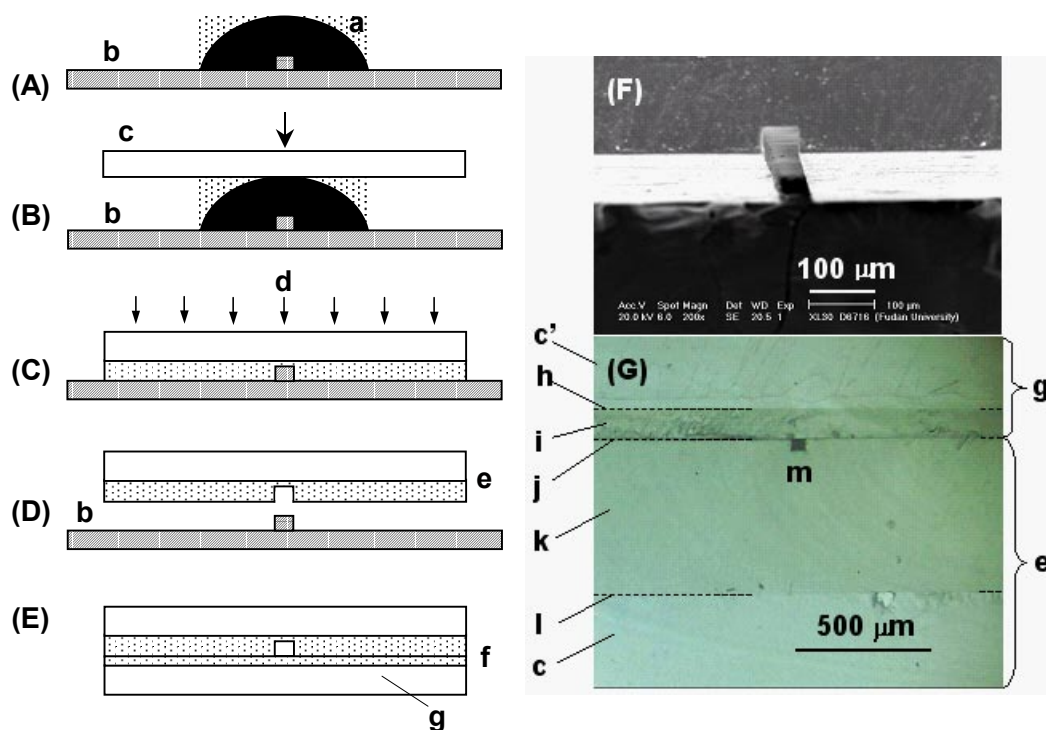 a
b
(A)
c
b
(B)
d
(C)
e
b
(D)
(E)
f
g
(F)
100 μm
Acc.V Spot Magn Det WD Exp 100 μm
20.0 kV 6.0 200x SE 20.5 1 XL30 D6716 (Fudan University)
c’
(G)
h
g
i
j
m
k
e
l
500 μm
c